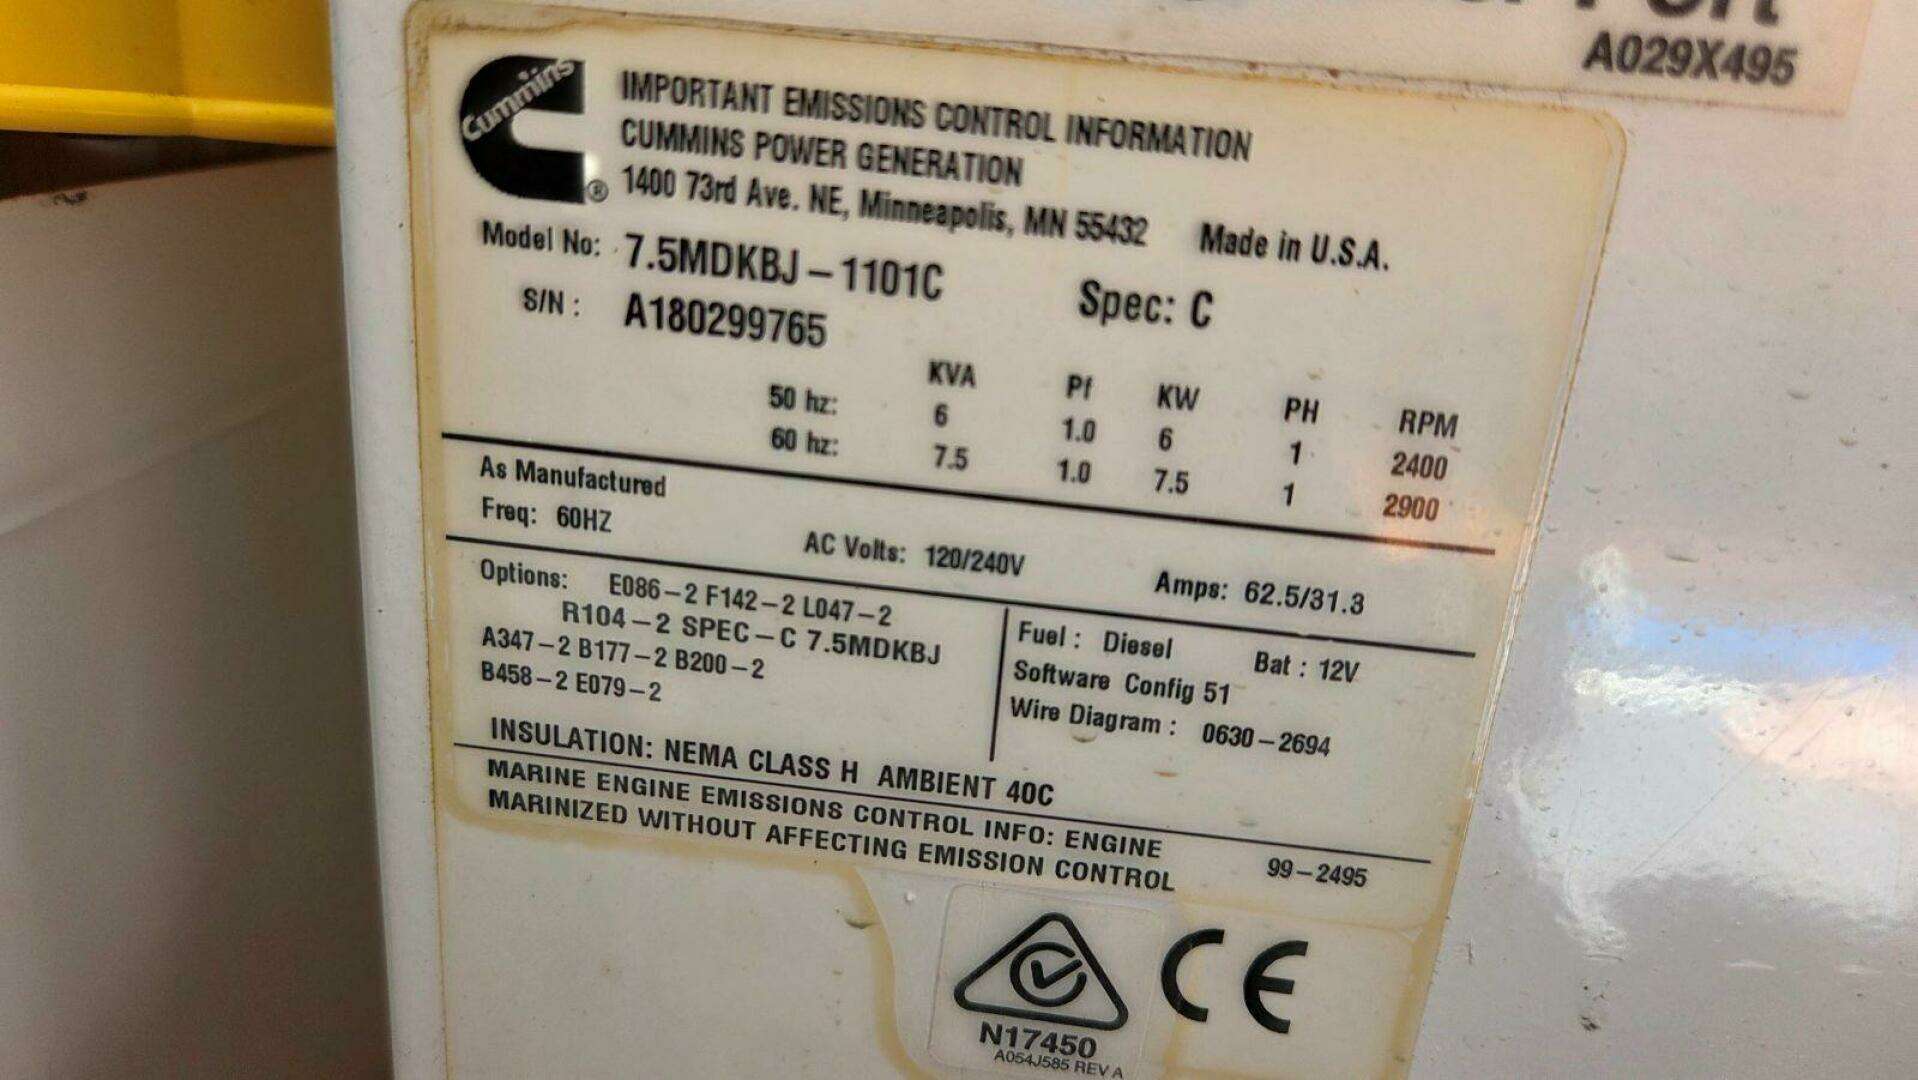 A029X495
Cummins
®
IMPORTANT EMISSIONS CONTROL INFORMATION
CUMMINS POWER GENERATION
1400 73rd Ave. NE, Minneapolis, MN 55432 Made in U.S.A.
Model No: 7.5MDKBJ – 1101C Spec: C
S/N : A180299765
KVA Pf KW PH RPM
50 hz: 6 1.0 6 1 2400
60 hz: 7.5 1.0 7.5 1 2900
As Manufactured
Freq: 60HZ AC Volts: 120/240V Amps: 62.5/31.3
Options: E086–2 F142–2 L047–2
R104–2 SPEC–C 7.5MDKBJ
A347–2 B177–2 B200–2
B458–2 E079–2
Fuel : Diesel Bat : 12V
Software Config 51
Wire Diagram : 0630–2694
INSULATION: NEMA CLASS H AMBIENT 40C
MARINE ENGINE EMISSIONS CONTROL INFO: ENGINE
MARINIZED WITHOUT AFFECTING EMISSION CONTROL
99–2495
CE
N17450
A054J585 REV A